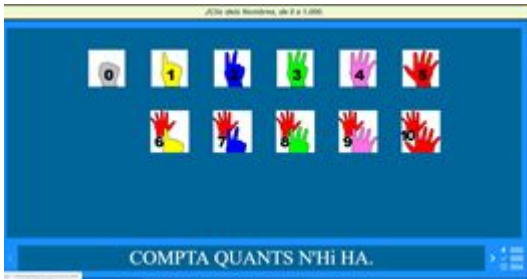 JClic dels Nombres, de 0 a 1.000.
0 1 2 3 4 5
6 7 8 9 10
COMPTA QUANTS N'Hi HA.